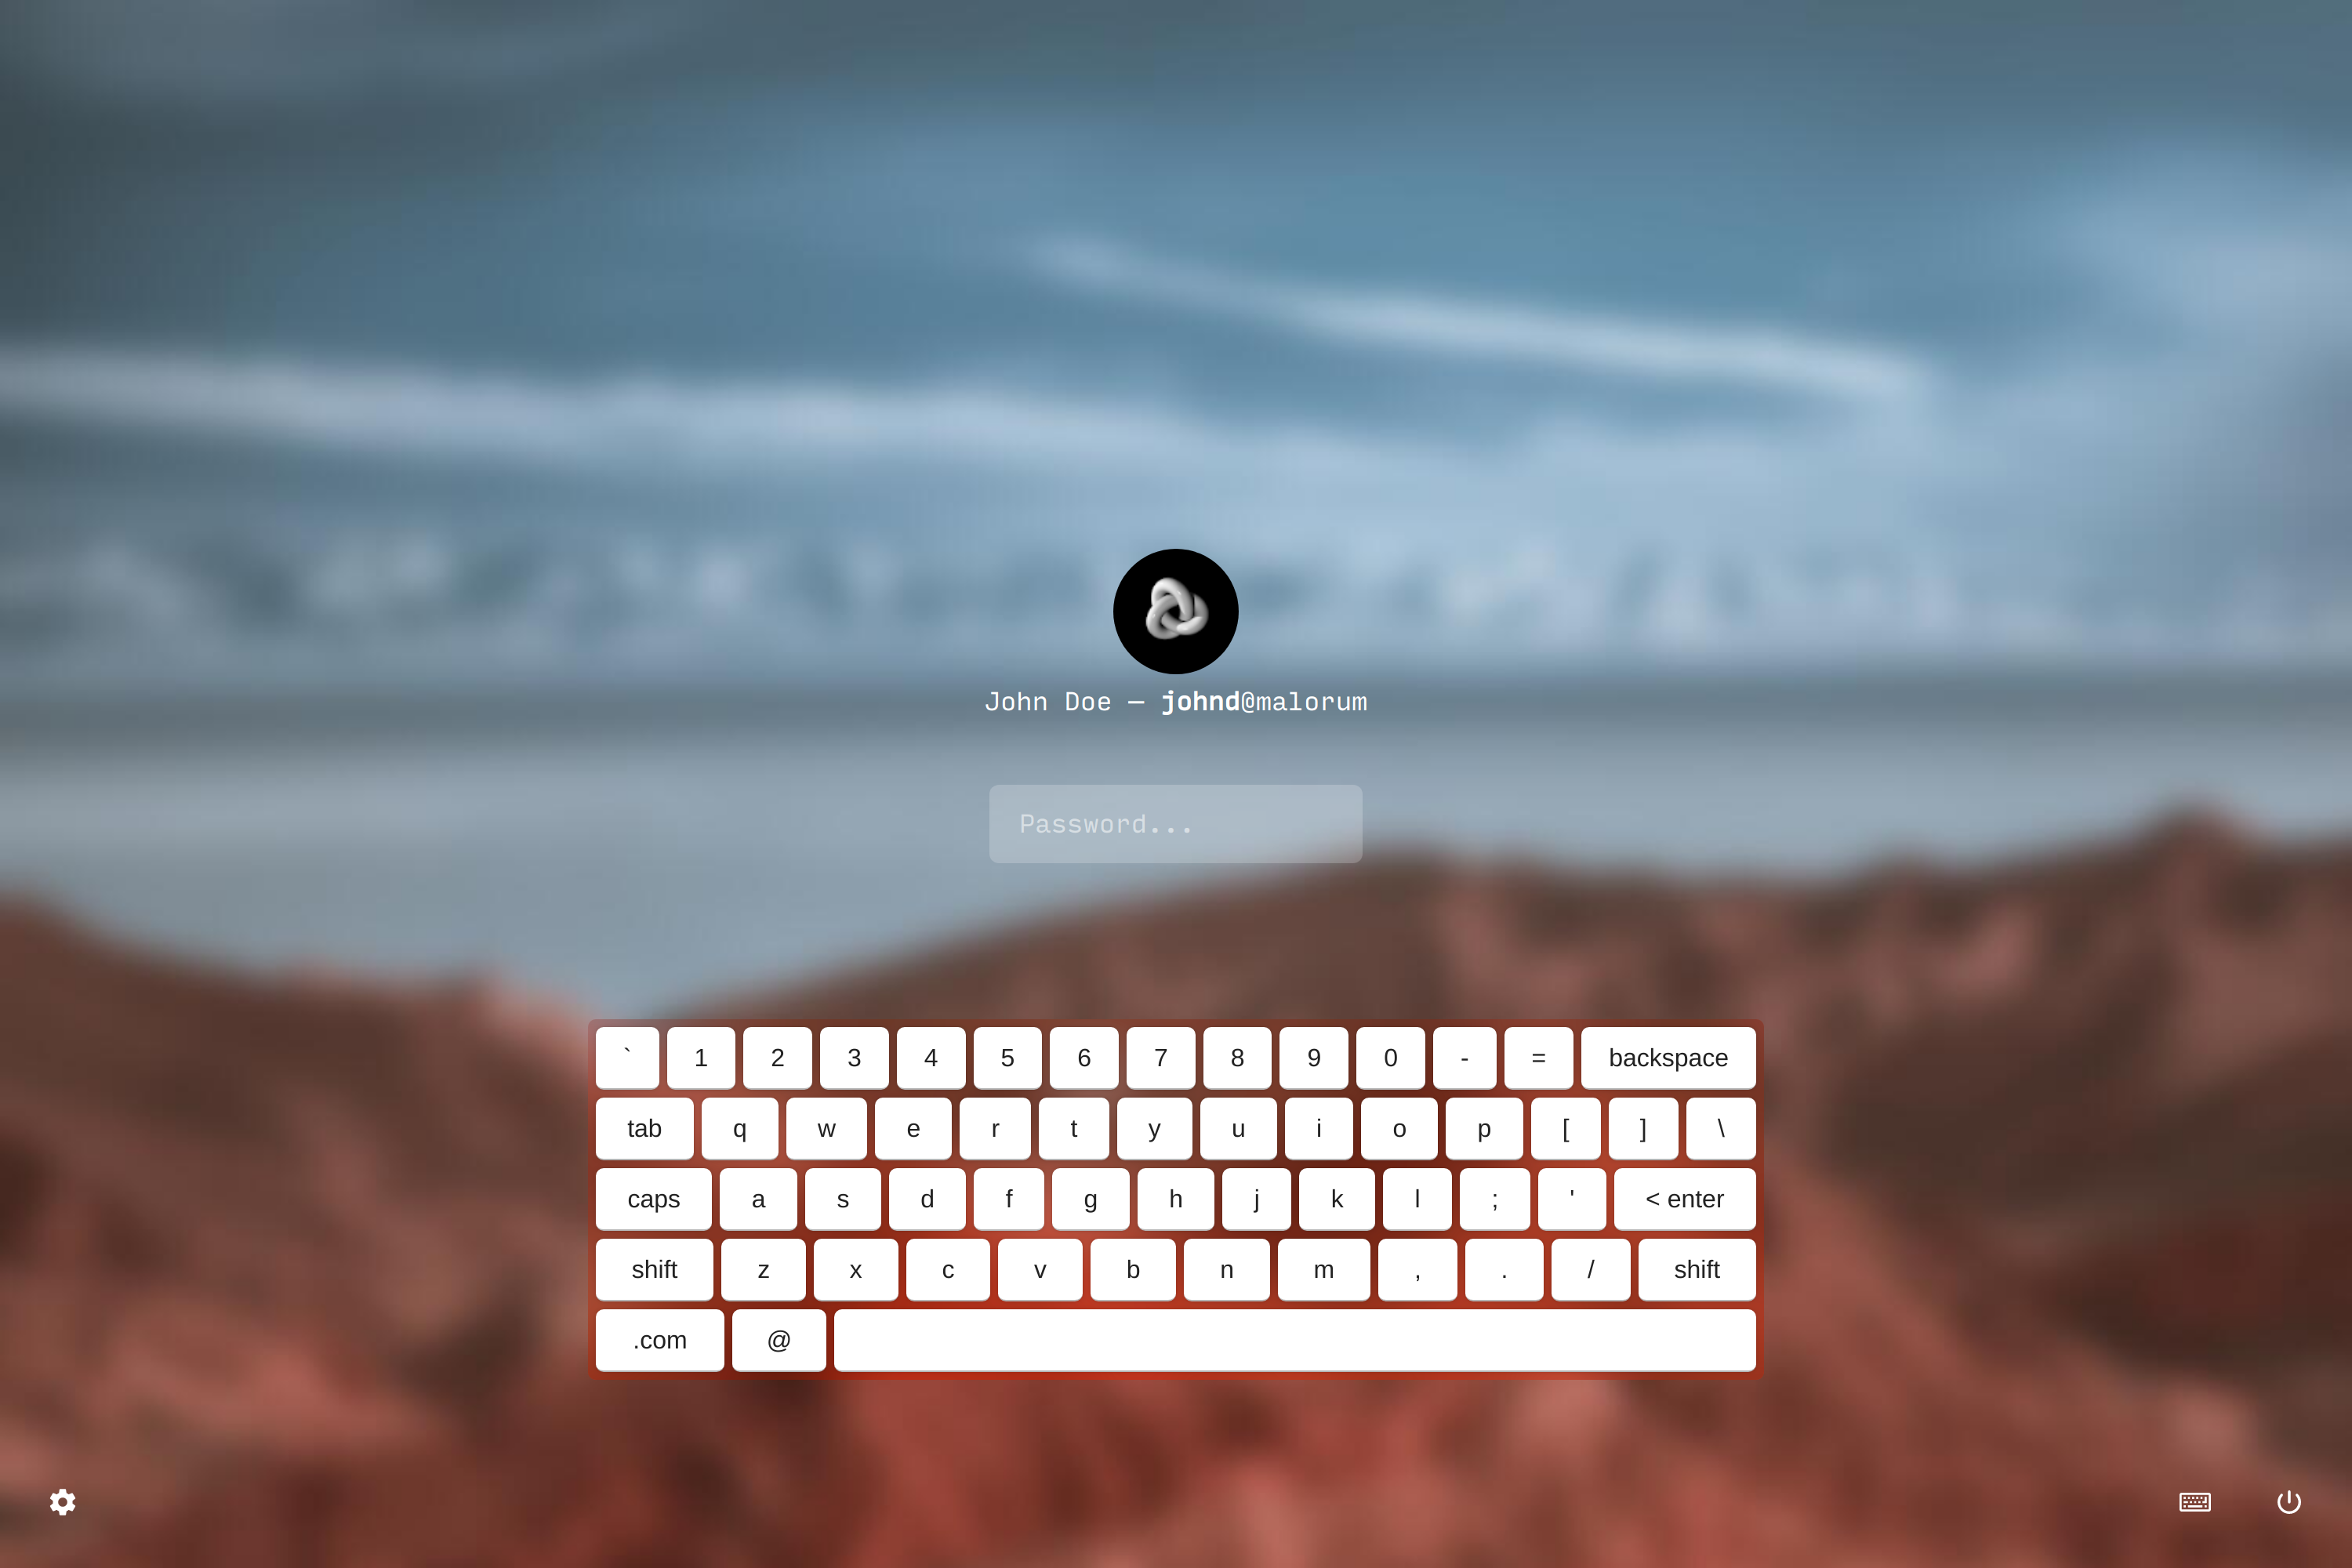 John Doe — johnd@malorum
Password...
` 1 2 3 4 5 6 7 8 9 0 - = backspace
tab q w e r t y u i o p [ ] \
caps a s d f g h j k l ; ' < enter
shift z x c v b n m , . / shift
.com @